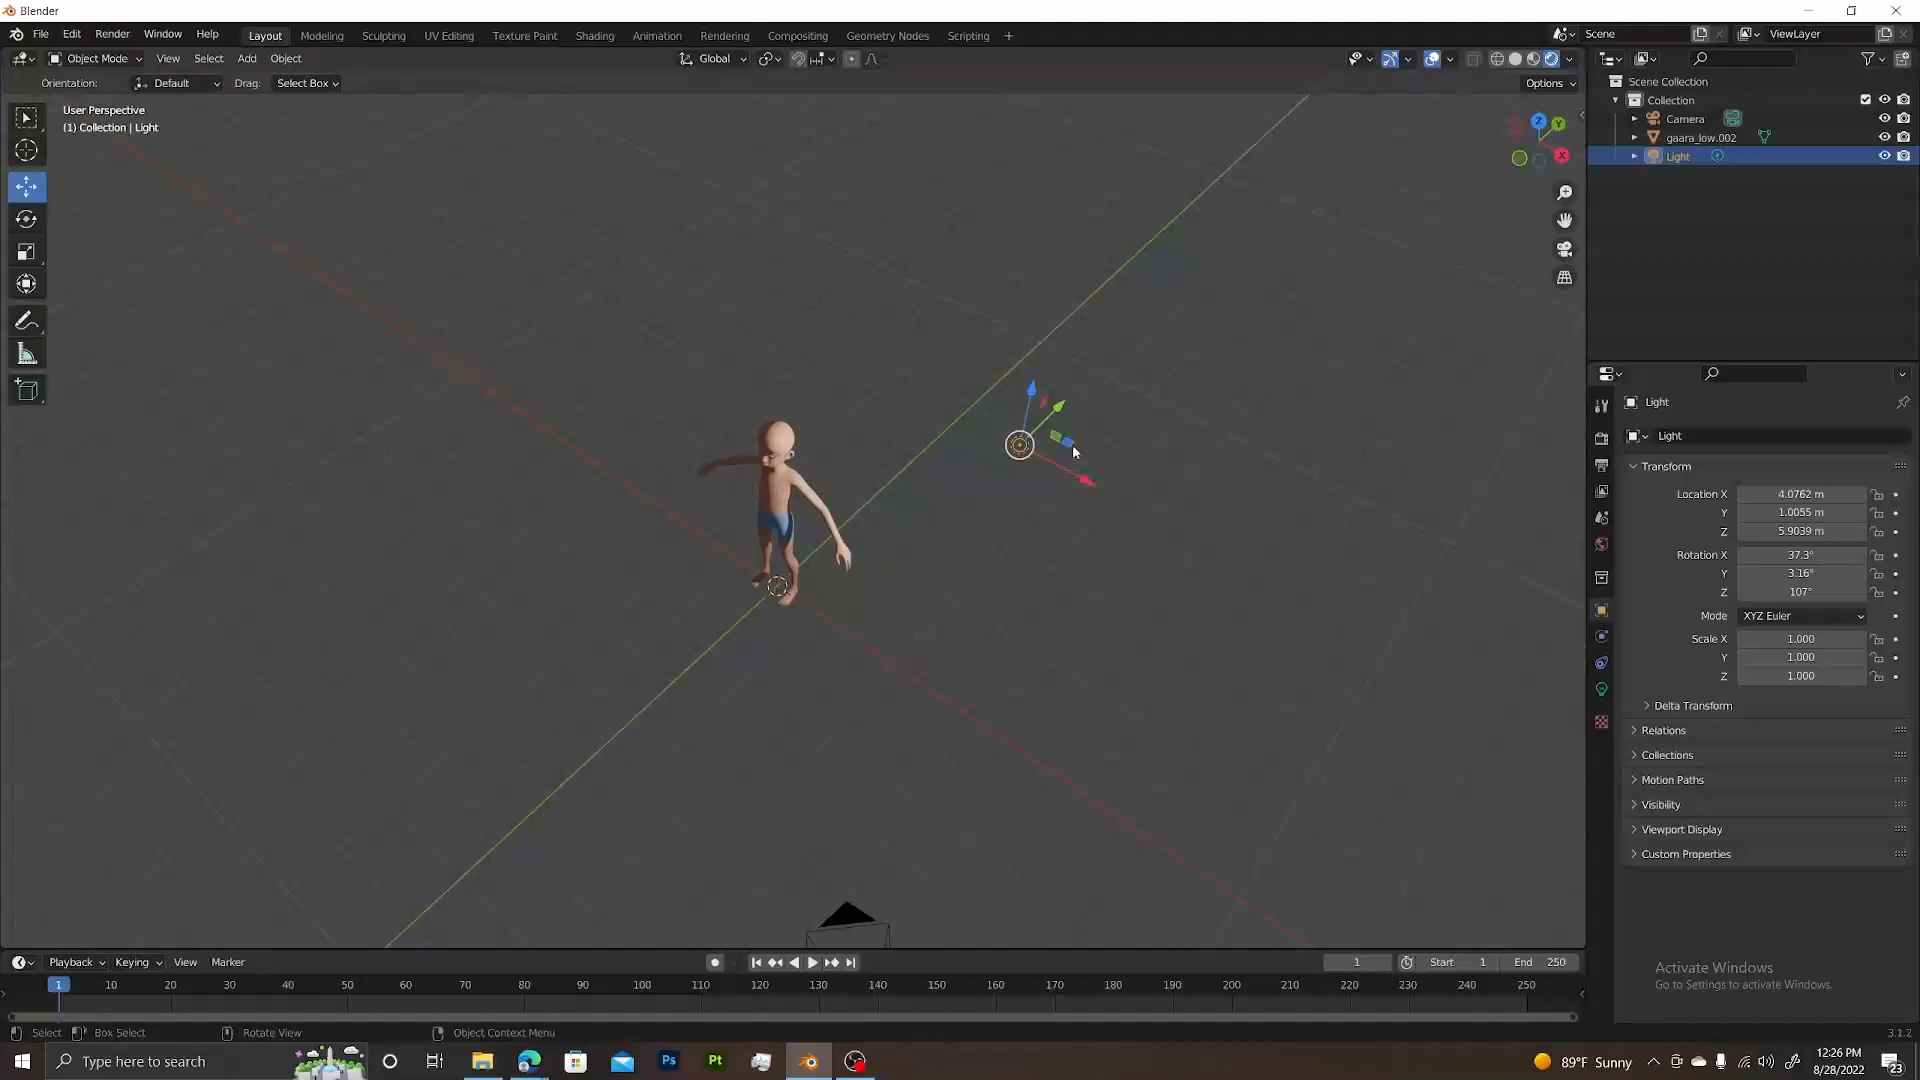 Blender
File Edit Render Window Help Layout Modeling Sculpting UV Editing Texture Paint Shading Animation Rendering Compositing Geometry Nodes Scripting + Scene ViewLayer
Object Mode View Select Add Object Global
Orientation: Default Drag: Select Box Options
User Perspective
(1) Collection | Light
Z Y X
Scene Collection
Collection
Camera
gaara_low.002
Light
Light
Light
Transform
Location X 4.0762 m
Y 1.0055 m
Z 5.9039 m
Rotation X 37.3°
Y 3.16°
Z 107°
Mode XYZ Euler
Scale X 1.000
Y 1.000
Z 1.000
Delta Transform
Relations
Collections
Motion Paths
Visibility
Viewport Display
Custom Properties
Activate Windows
Go to Settings to activate Windows.
Playback Keying View Marker 1 Start 1 End 250
1 10 20 30 40 50 60 70 80 90 100 110 120 130 140 150 160 170 180 190 200 210 220 230 240 250
Select Box Select Rotate View Object Context Menu 3.1.2
Type here to search Ps Pt 89°F Sunny 12:26 PM
8/28/2022 23